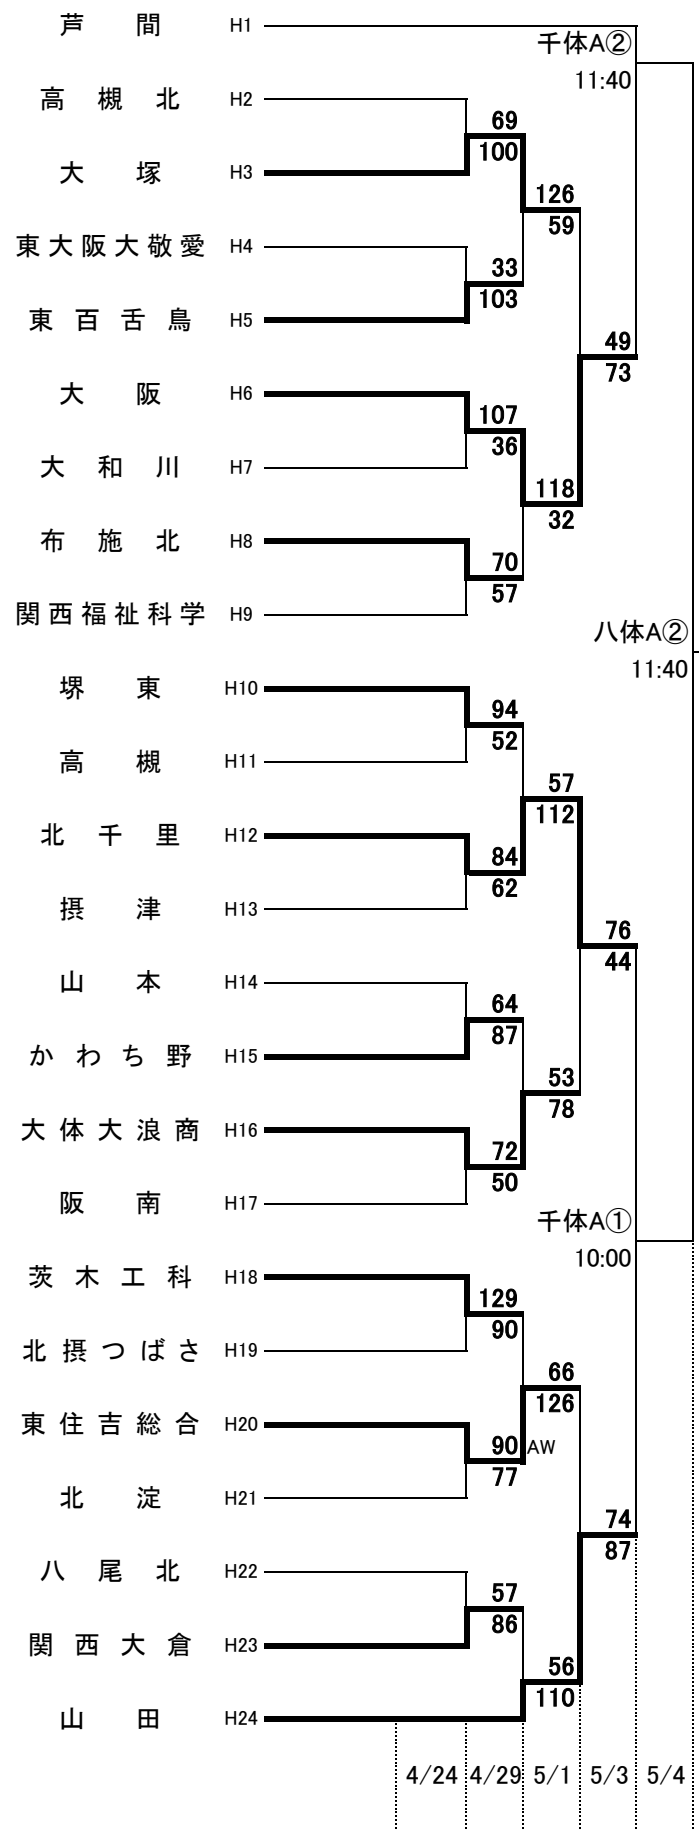 芦間 H1
千体A②
11:40
高槻北 H2
69
100
大塚 H3
126
59
東大阪大敬愛 H4
33
103
東百舌鳥 H5
49
73
大阪 H6
107
36
大和川 H7
118
32
布施北 H8
70
57
関西福祉科学 H9
八体A②
11:40
堺東 H10
94
52
高槻 H11
57
112
北千里 H12
84
62
摂津 H13
76
44
山本 H14
64
87
かわち野 H15
53
78
大体大浪商 H16
72
50
阪南 H17
千体A①
10:00
茨木工科 H18
129
90
北摂つばさ H19
66
126
東住吉総合 H20
90 AW
77
北淀 H21
74
87
八尾北 H22
57
86
関西大倉 H23
56
110
山田 H24
4/24 4/29 5/1 5/3 5/4